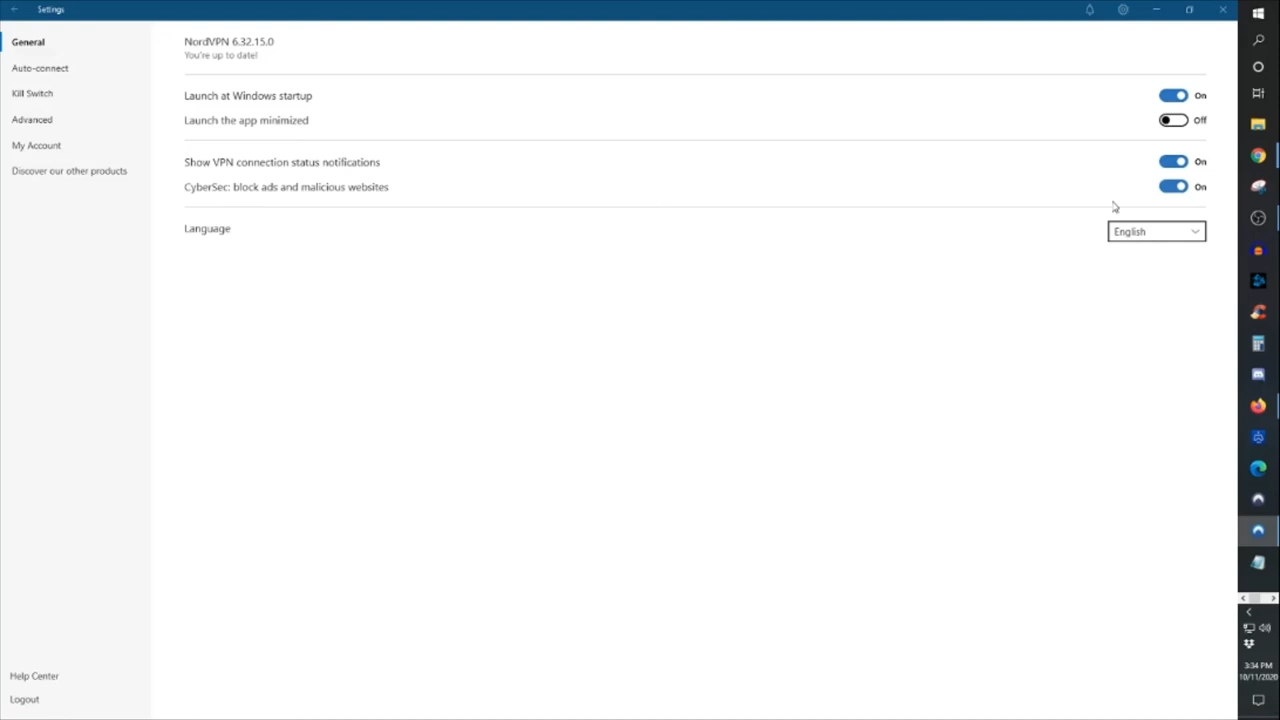 Settings
General
Auto-connect
Kill Switch
Advanced
My Account
Discover our other products
Help Center
Logout
NordVPN 6.32.15.0
You're up to date!
Launch at Windows startup On
Launch the app minimized Off
Show VPN connection status notifications On
CyberSec: block ads and malicious websites On
Language English
3:34 PM
10/11/2020